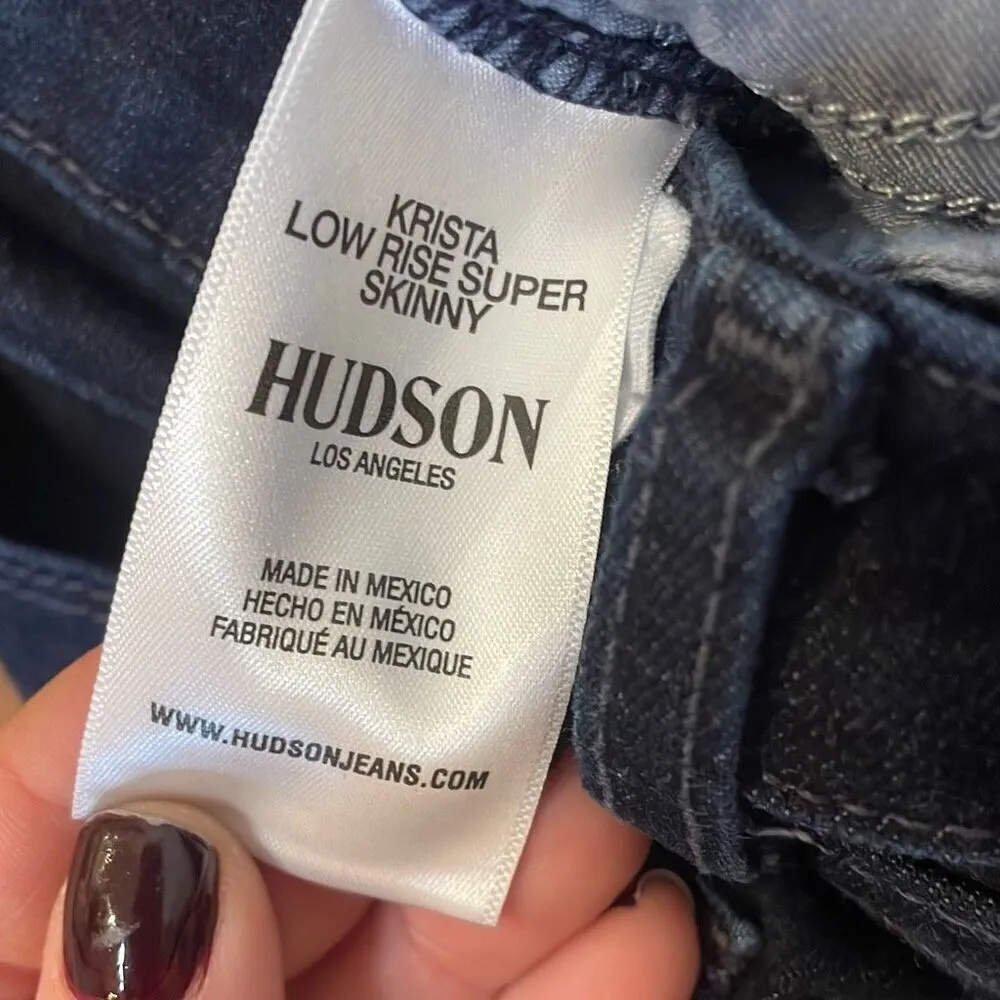 KRISTA
LOW RISE SUPER
SKINNY
HUDSON
LOS ANGELES
MADE IN MEXICO
HECHO EN MÉXICO
FABRIQUÉ AU MEXIQUE
WWW.HUDSONJEANS.COM